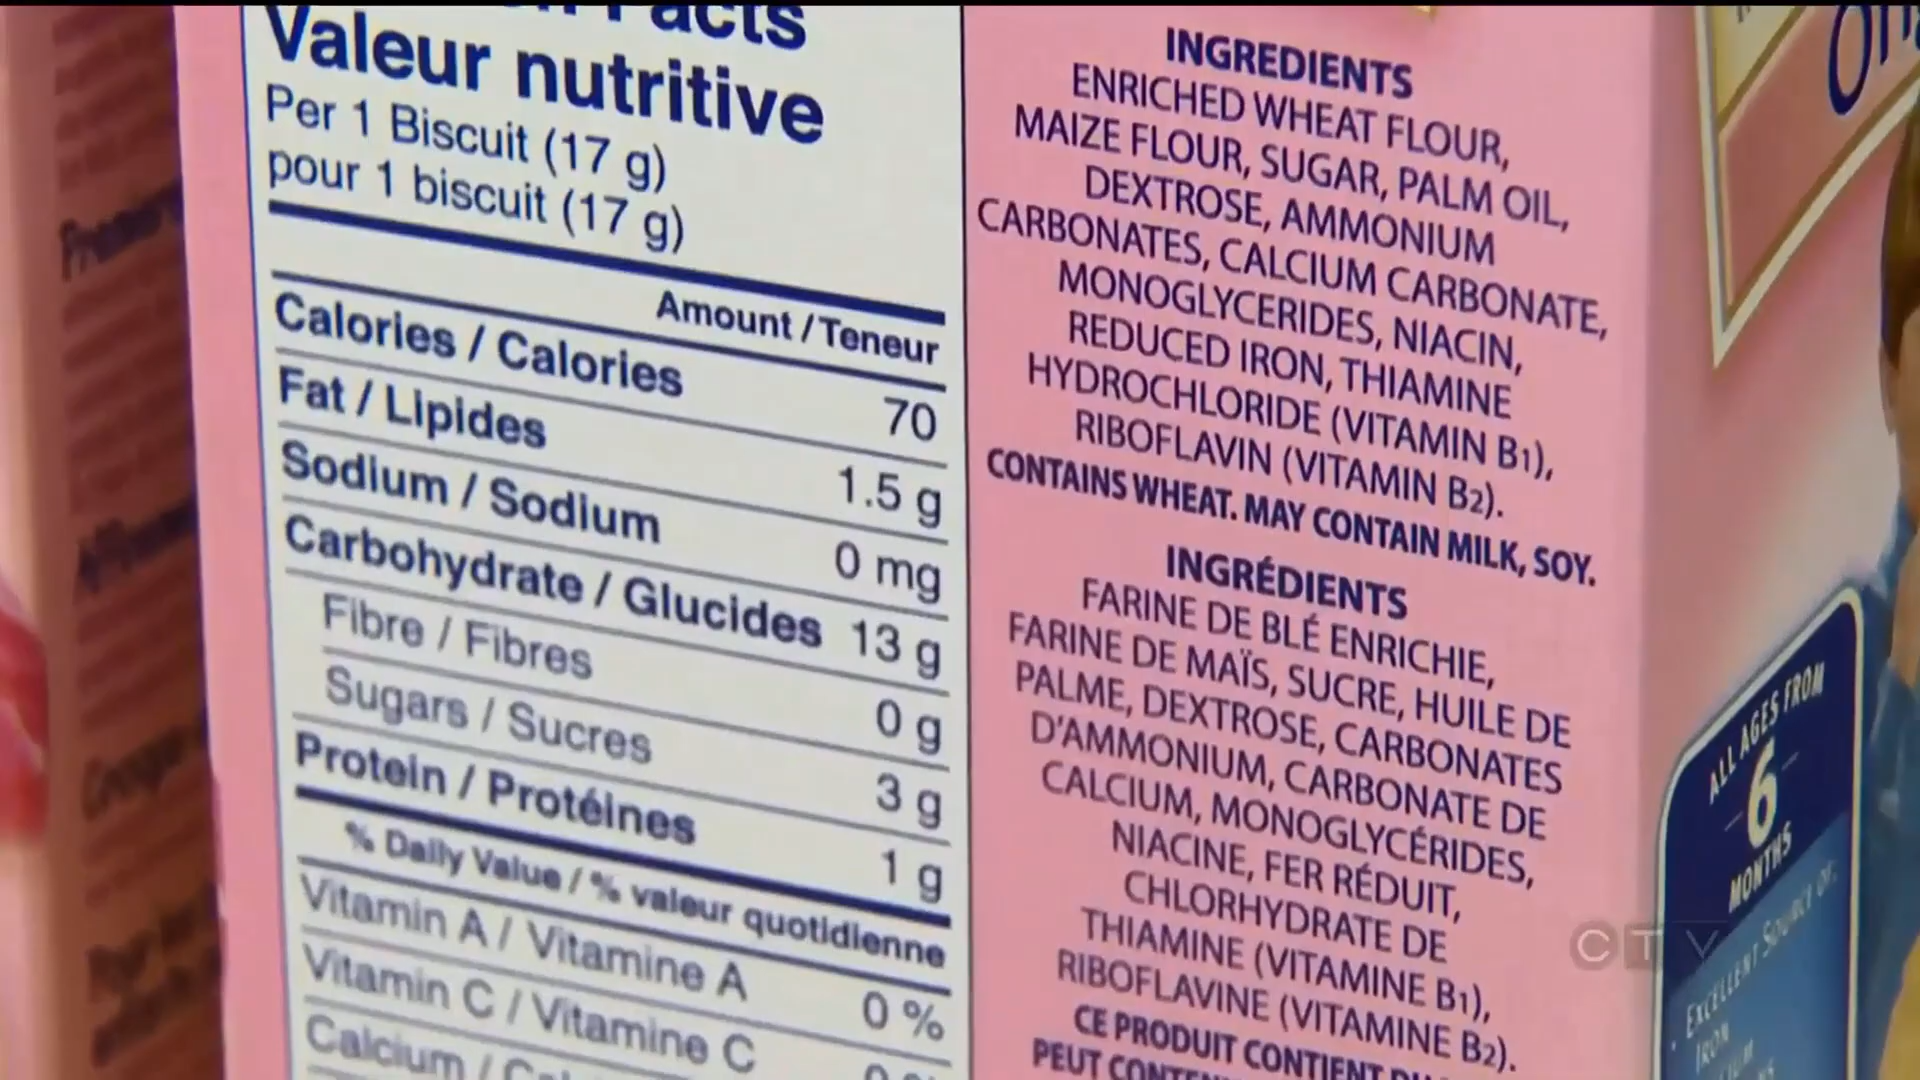 Facts
Valeur nutritive
Per 1 Biscuit (17 g)
pour 1 biscuit (17 g)
Amount / Teneur
Calories / Calories 70
Fat / Lipides 1.5 g
Sodium / Sodium 0 mg
Carbohydrate / Glucides 13 g
Fibre / Fibres 0 g
Sugars / Sucres 3 g
Protein / Protéines 1 g
% Daily Value / % valeur quotidienne
Vitamin A / Vitamine A 0 %
Vitamin C / Vitamine C
Calcium /
INGREDIENTS
ENRICHED WHEAT FLOUR,
MAIZE FLOUR, SUGAR, PALM OIL,
DEXTROSE, AMMONIUM
CARBONATES, CALCIUM CARBONATE,
MONOGLYCERIDES, NIACIN,
REDUCED IRON, THIAMINE
HYDROCHLORIDE (VITAMIN B1),
RIBOFLAVIN (VITAMIN B2).
CONTAINS WHEAT. MAY CONTAIN MILK, SOY.
INGRÉDIENTS
FARINE DE BLÉ ENRICHIE,
FARINE DE MAÏS, SUCRE, HUILE DE
PALME, DEXTROSE, CARBONATES
D'AMMONIUM, CARBONATE DE
CALCIUM, MONOGLYCÉRIDES,
NIACINE, FER RÉDUIT,
CHLORHYDRATE DE
THIAMINE (VITAMINE B1),
RIBOFLAVINE (VITAMINE B2).
CE PRODUIT CONTIENT
PEUT
ALL AGES FROM
6
MONTHS
EXCELLENT SOURCE OF
IRON
CTV